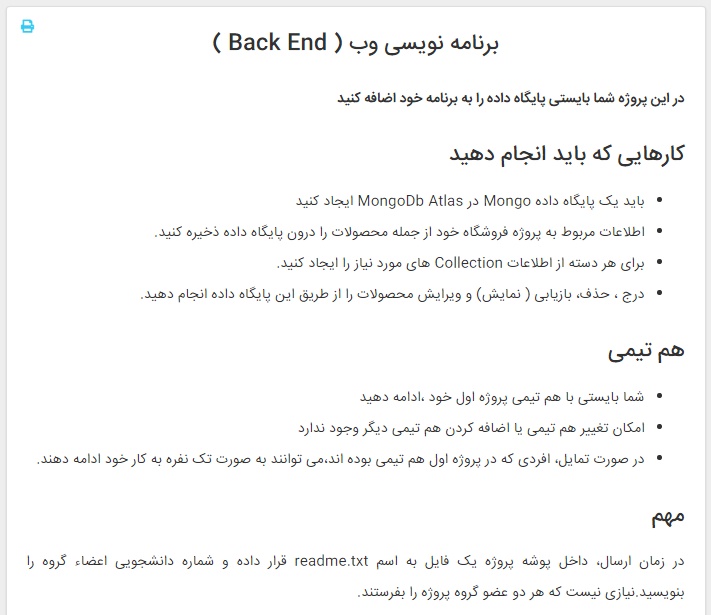 برنامه نویسی وب ( Back End )
در این پروژه شما بایستی پایگاه داده را به برنامه خود اضافه کنید
کارهایی که باید انجام دهید
باید یک پایگاه داده Mongo در MongoDb Atlas ایجاد کنید
اطلاعات مربوط به پروژه فروشگاه خود از جمله محصولات را درون پایگاه داده ذخیره کنید.
برای هر دسته از اطلاعات Collection های مورد نیاز را ایجاد کنید.
درج ، حذف، بازیابی ( نمایش) و ویرایش محصولات را از طریق این پایگاه داده انجام دهید.
هم تیمی
شما بایستی با هم تیمی پروژه اول خود ،ادامه دهید
امکان تغییر هم تیمی یا اضافه کردن هم تیمی دیگر وجود ندارد
در صورت تمایل، افردی که در پروژه اول هم تیمی بوده اند،می توانند به صورت تک نفره به کار خود ادامه دهند.
مهم
در زمان ارسال، داخل پوشه پروژه یک فایل به اسم readme.txt قرار داده و شماره دانشجویی اعضاء گروه را
بنویسید.نیازی نیست که هر دو عضو گروه پروژه را بفرستند.